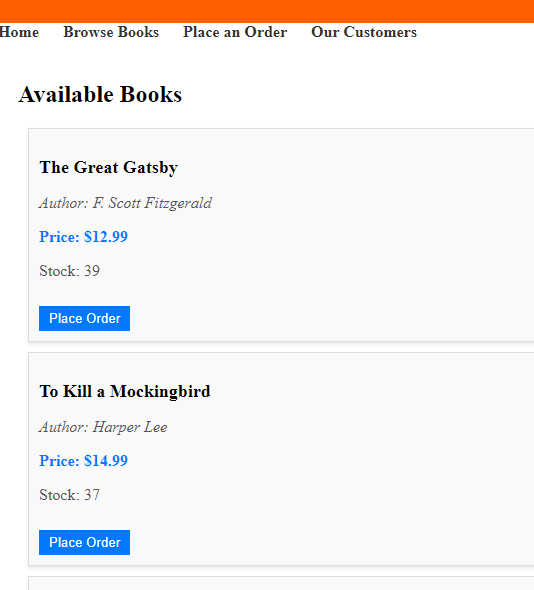 Home Browse Books Place an Order Our Customers
Available Books
The Great Gatsby
Author: F. Scott Fitzgerald
Price: $12.99
Stock: 39
Place Order
To Kill a Mockingbird
Author: Harper Lee
Price: $14.99
Stock: 37
Place Order